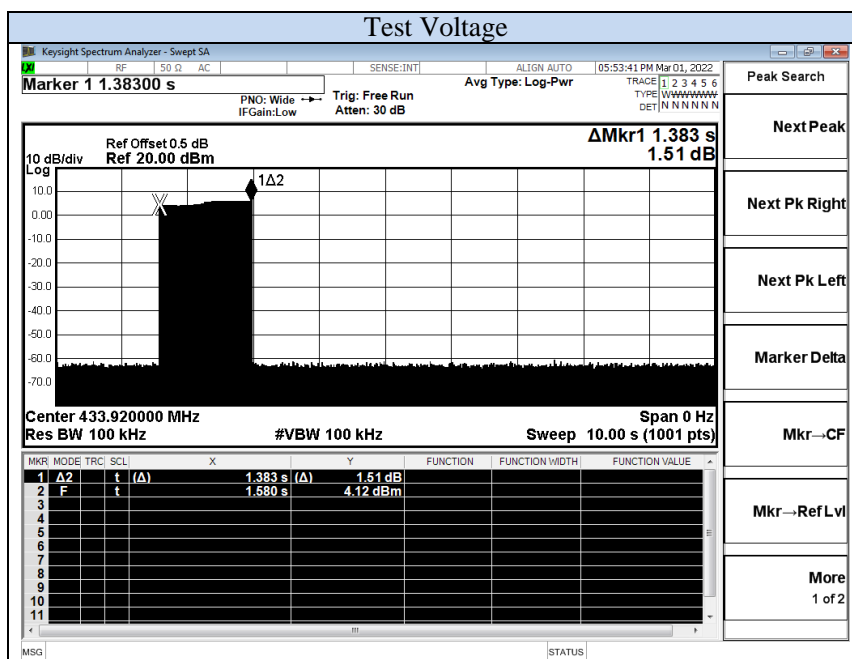 Test Voltage
Keysight Spectrum Analyzer - Swept SA
LXI RF 50 Ω AC SENSE:INT ALIGN AUTO 05:53:41 PM Mar 01, 2022
Marker 1 1.38300 s
PNO: Wide
IFGain:Low
Trig: Free Run
Atten: 30 dB
Avg Type: Log-Pwr
TRACE 1 2 3 4 5 6
TYPE WWWWWW
DET N N N N N N
Peak Search
ΔMkr1 1.383 s
1.51 dB
Ref Offset 0.5 dB
10 dB/div Ref 20.00 dBm
Log
1Δ2
10.0
0.00
-10.0
-20.0
-30.0
-40.0
-50.0
-60.0
-70.0
Center 433.920000 MHz Span 0 Hz
Res BW 100 kHz #VBW 100 kHz Sweep 10.00 s (1001 pts)
MKR MODE TRC SCL X Y FUNCTION FUNCTION WIDTH FUNCTION VALUE
1 Δ2 t (Δ) 1.383 s (Δ) 1.51 dB
2 F t 1.580 s 4.12 dBm
3
4
5
6
7
8
9
10
11
Next Peak
Next Pk Right
Next Pk Left
Marker Delta
Mkr→CF
Mkr→Ref Lvl
More
1 of 2
MSG STATUS